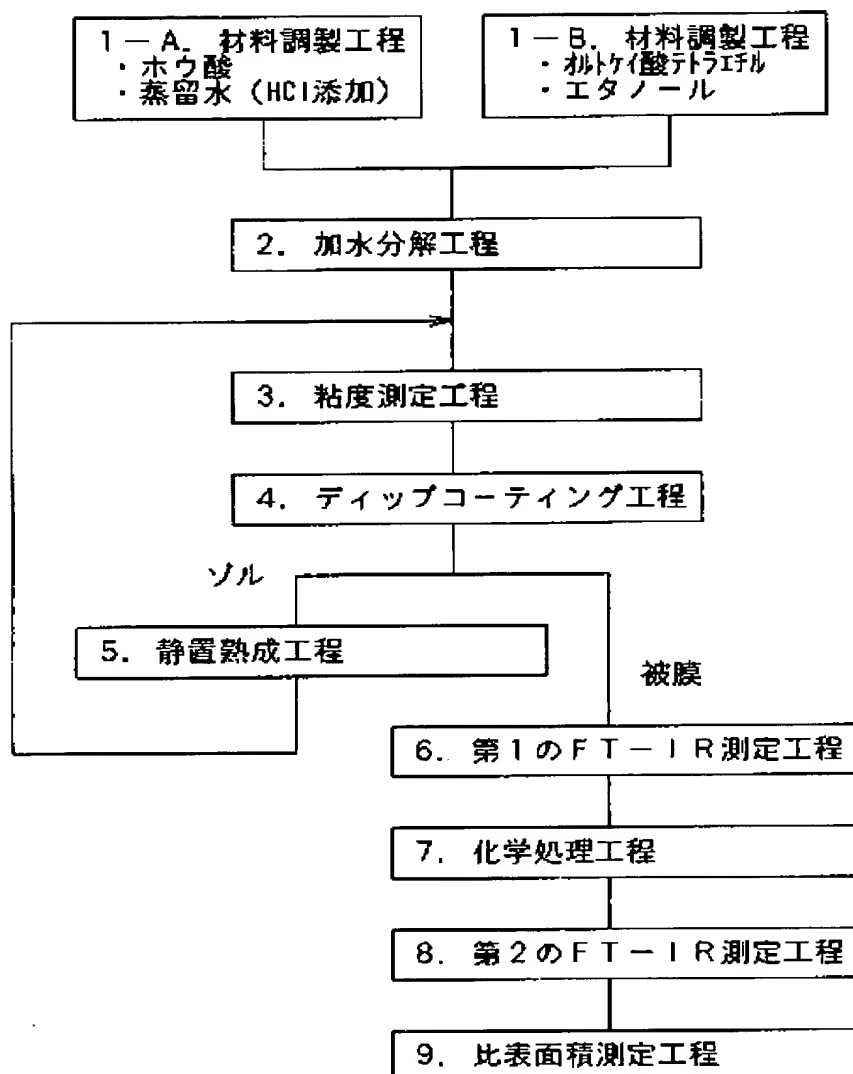 1－A．材料調製工程
・ホウ酸
・蒸留水（HCl添加）
1－B．材料調製工程
・オルトケイ酸テトラエチル
・エタノール
2．加水分解工程
3．粘度測定工程
4．ディップコーティング工程
ゾル
5．静置熟成工程
被膜
6．第1のFT－IR測定工程
7．化学処理工程
8．第2のFT－IR測定工程
9．比表面積測定工程